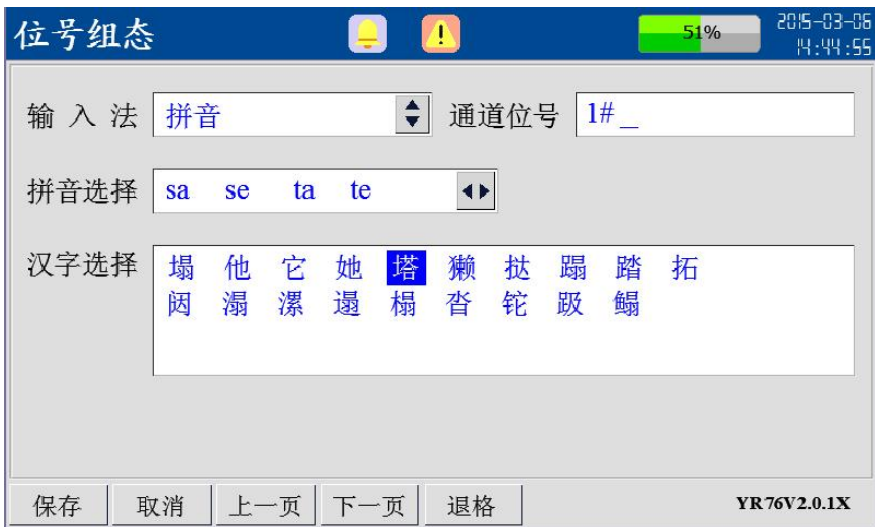 位号组态 51% 2015-03-06
14:44:55
输入法 拼音 通道位号 1#_
拼音选择 sa se ta te
汉字选择 塌 他 它 她 塔 獭 挞 蹋 踏 拓
闼 溻 漯 遢 榻 沓 铊 趿 鳎
保存 取消 上一页 下一页 退格 YR76V2.0.1X